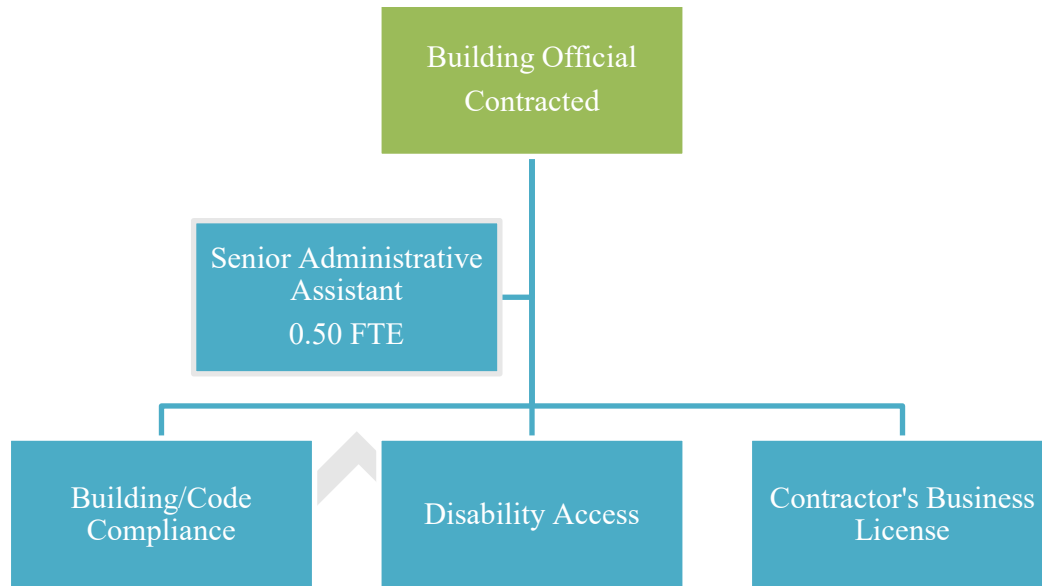 Building Official
Contracted
Senior Administrative
Assistant
0.50 FTE
Building/Code
Compliance
Disability Access
Contractor's Business
License